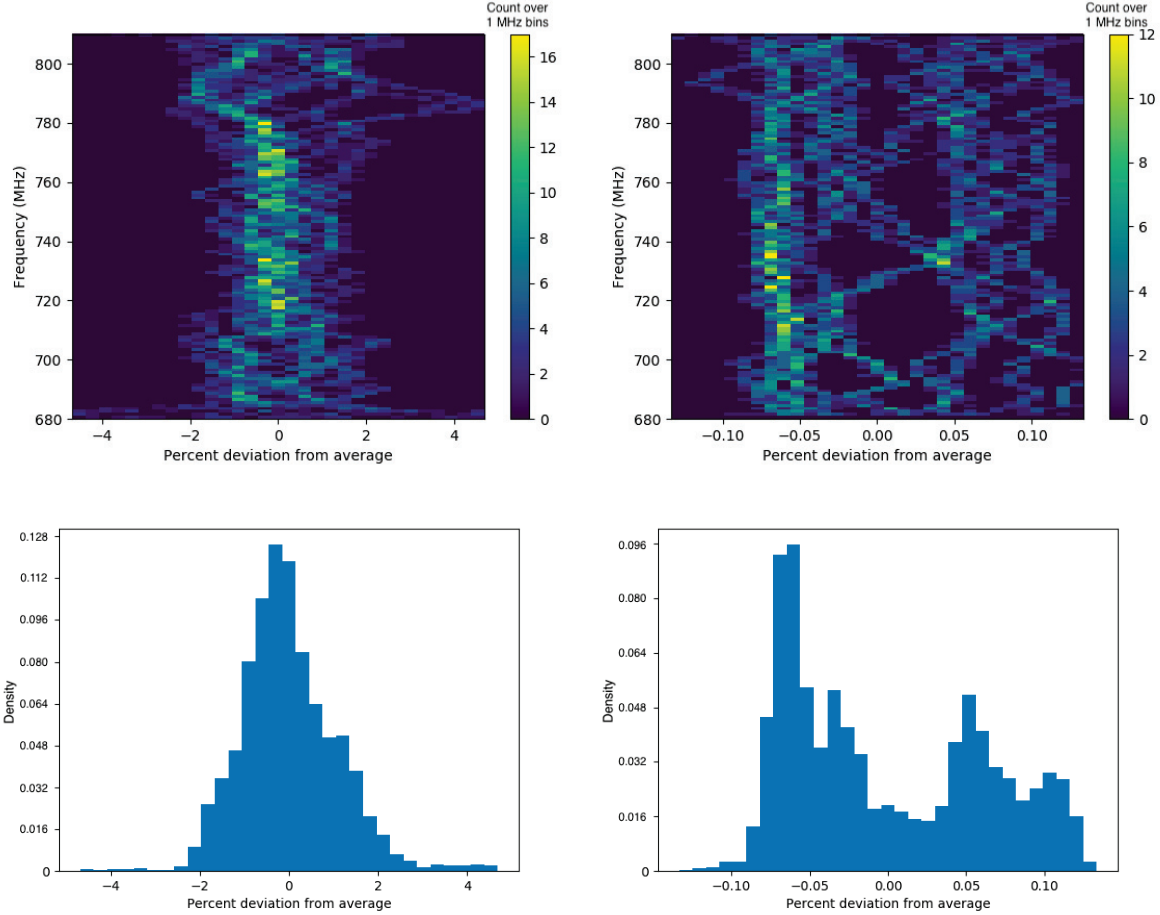 Count over
1 MHz bins
800
780
760
740
720
700
680
Frequency (MHz)
−4 −2 0 2 4
Percent deviation from average
16
14
12
10
8
6
4
2
0
Count over
1 MHz bins
800
780
760
740
720
700
680
Frequency (MHz)
−0.10 −0.05 0.00 0.05 0.10
Percent deviation from average
12
10
8
6
4
2
0
0.128
0.112
0.096
0.080
0.064
0.048
0.032
0.016
0
Density
−4 −2 0 2 4
Percent deviation from average
0.096
0.080
0.064
0.048
0.032
0.016
0
Density
−0.10 −0.05 0.00 0.05 0.10
Percent deviation from average